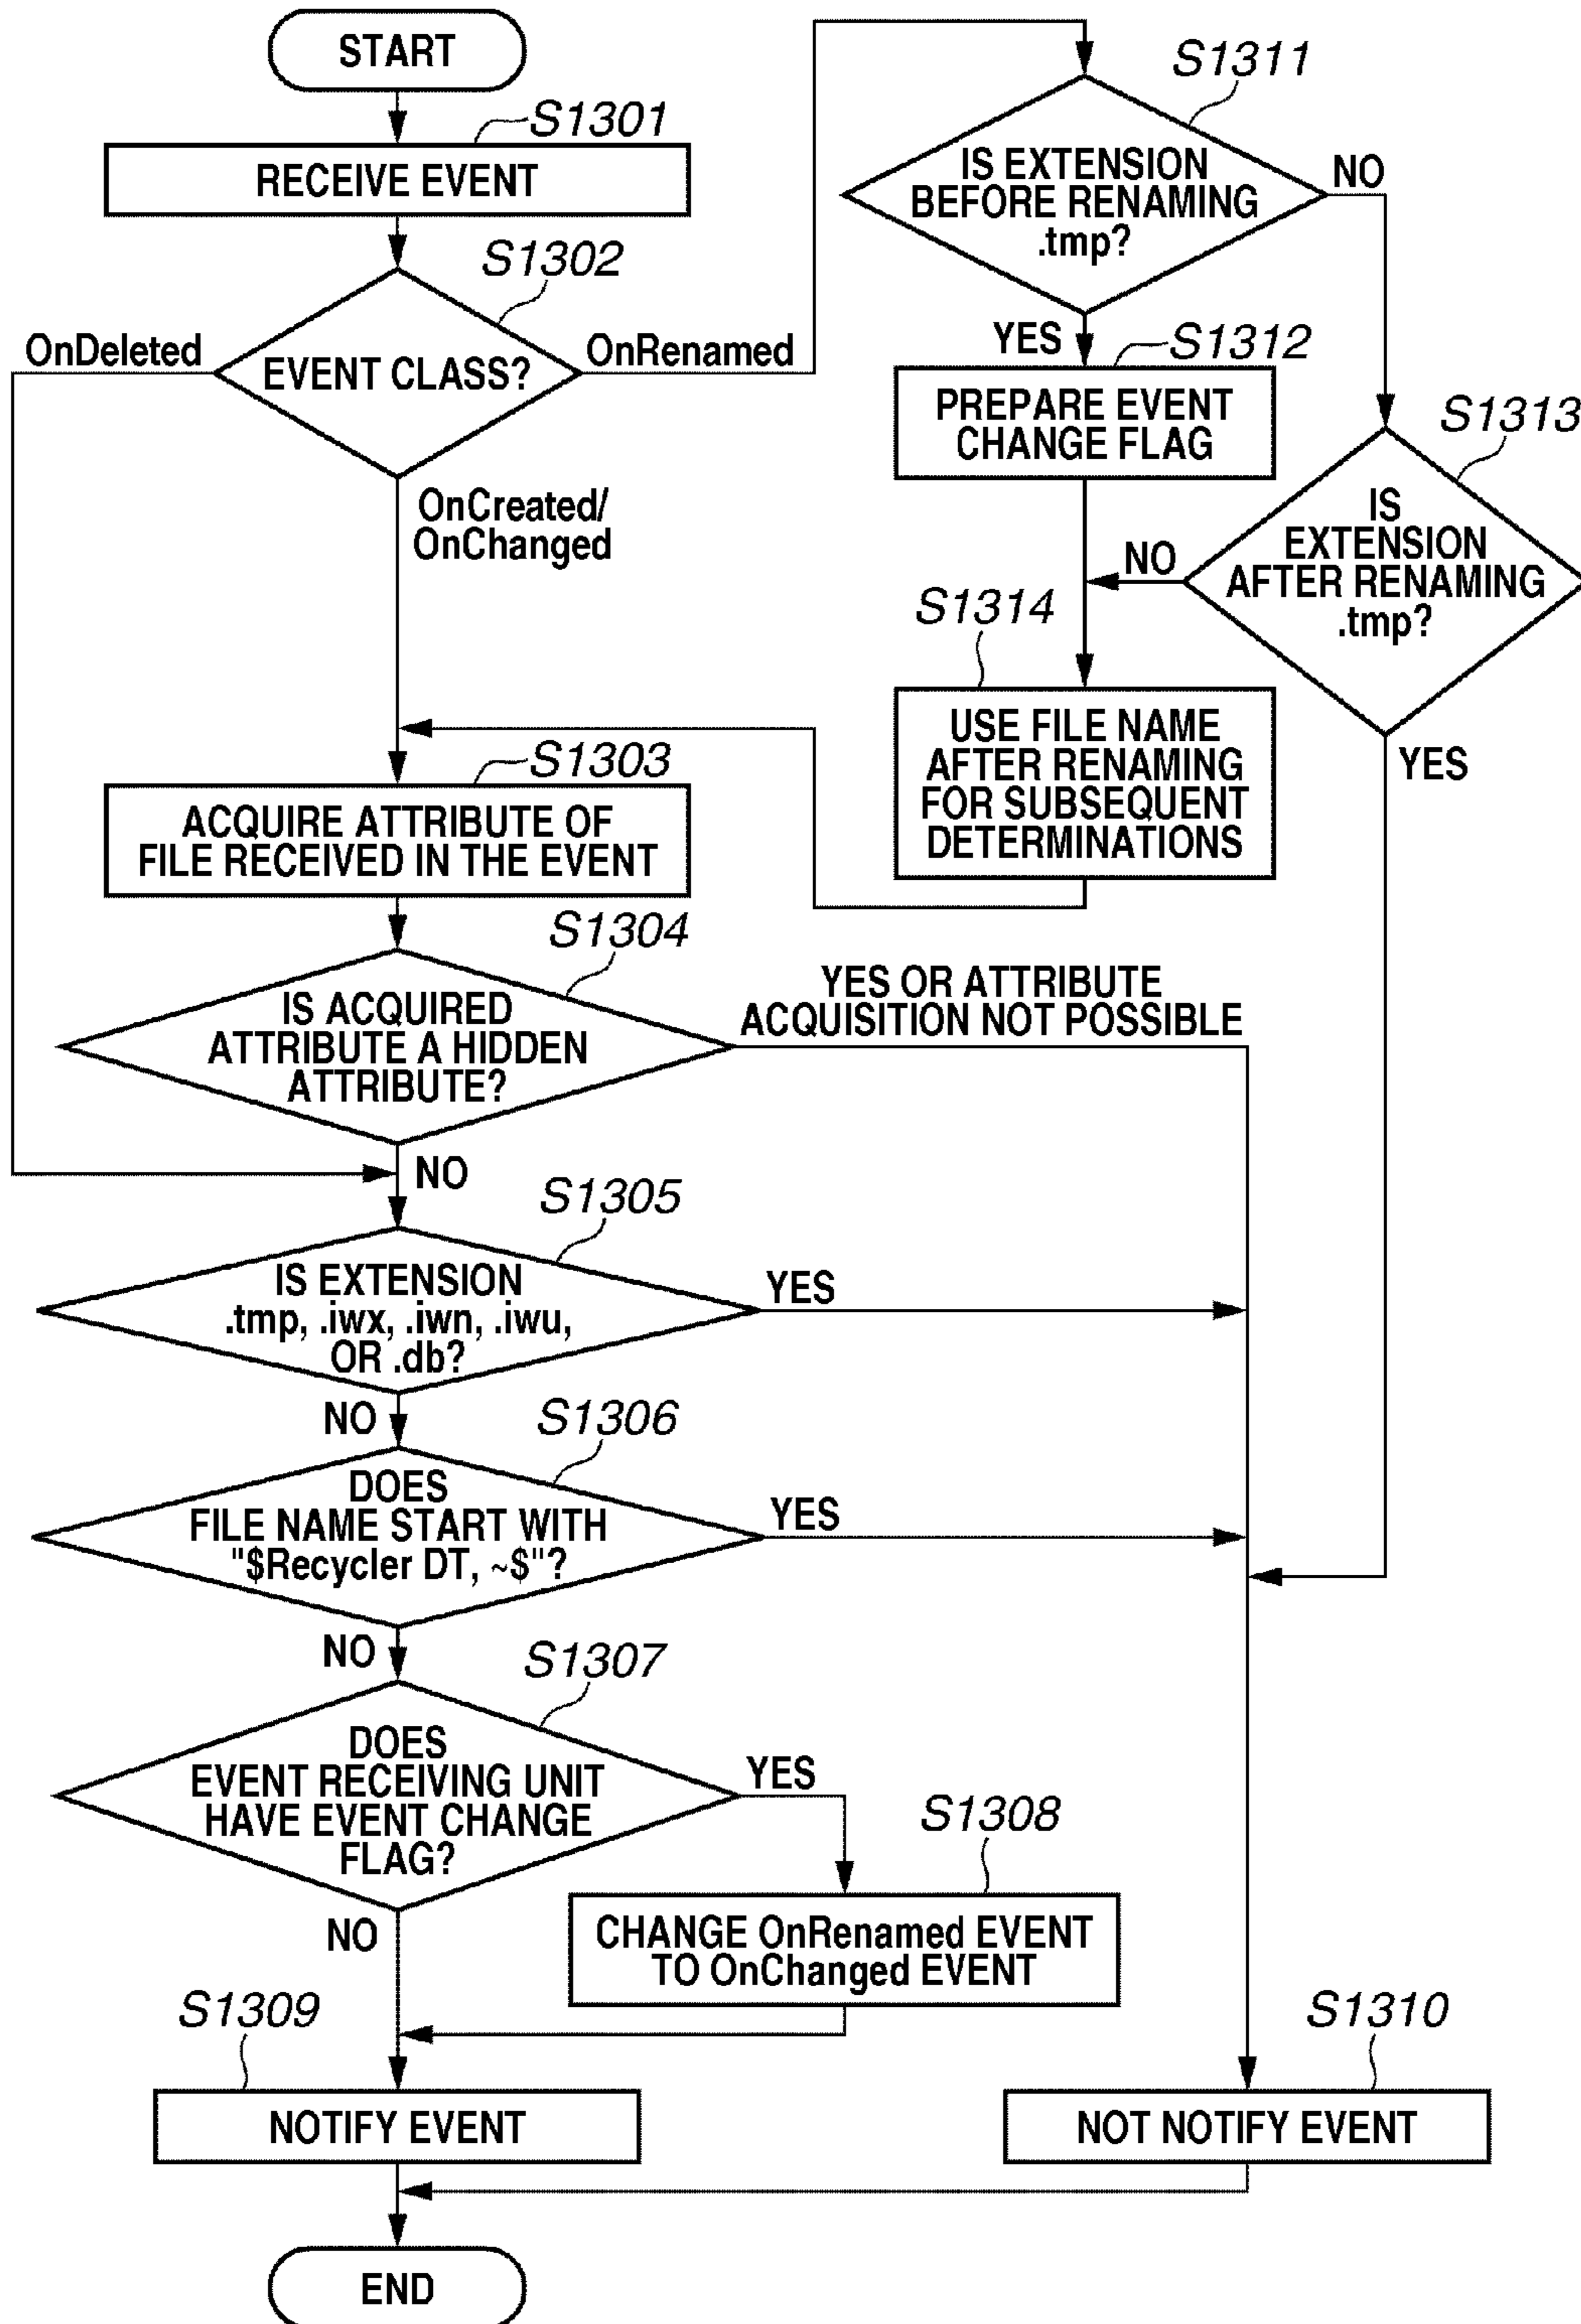 START
S1301
RECEIVE EVENT
S1302
OnDeleted
EVENT CLASS?
OnRenamed
OnCreated/
OnChanged
S1311
IS EXTENSION
BEFORE RENAMING
.tmp?
NO
YES
S1312
PREPARE EVENT
CHANGE FLAG
S1313
IS
EXTENSION
AFTER RENAMING
.tmp?
NO
YES
S1314
USE FILE NAME
AFTER RENAMING
FOR SUBSEQUENT
DETERMINATIONS
S1303
ACQUIRE ATTRIBUTE OF
FILE RECEIVED IN THE EVENT
S1304
IS ACQUIRED
ATTRIBUTE A HIDDEN
ATTRIBUTE?
YES OR ATTRIBUTE
ACQUISITION NOT POSSIBLE
NO
S1305
IS EXTENSION
.tmp, .iwx, .iwn, .iwu,
OR .db?
YES
NO
S1306
DOES
FILE NAME START WITH
"$Recycler DT, ~$"?
YES
NO
S1307
DOES
EVENT RECEIVING UNIT
HAVE EVENT CHANGE
FLAG?
YES
NO
S1308
CHANGE OnRenamed EVENT
TO OnChanged EVENT
S1309
NOTIFY EVENT
S1310
NOT NOTIFY EVENT
END